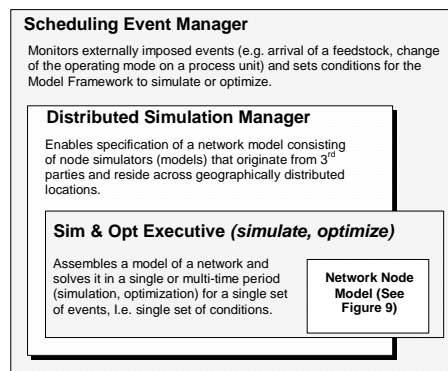 Scheduling Event Manager
Monitors externally imposed events (e.g. arrival of a feedstock, change
of the operating mode on a process unit) and sets conditions for the
Model Framework to simulate or optimize.
Distributed Simulation Manager
Enables specification of a network model consisting
of node simulators (models) that originate from 3rd
parties and reside across geographically distributed
locations.
Sim & Opt Executive (simulate, optimize)
Assembles a model of a network and
solves it in a single or multi-time period
(simulation, optimization) for a single set
of events, I.e. single set of conditions.
Network Node
Model (See
Figure 9)